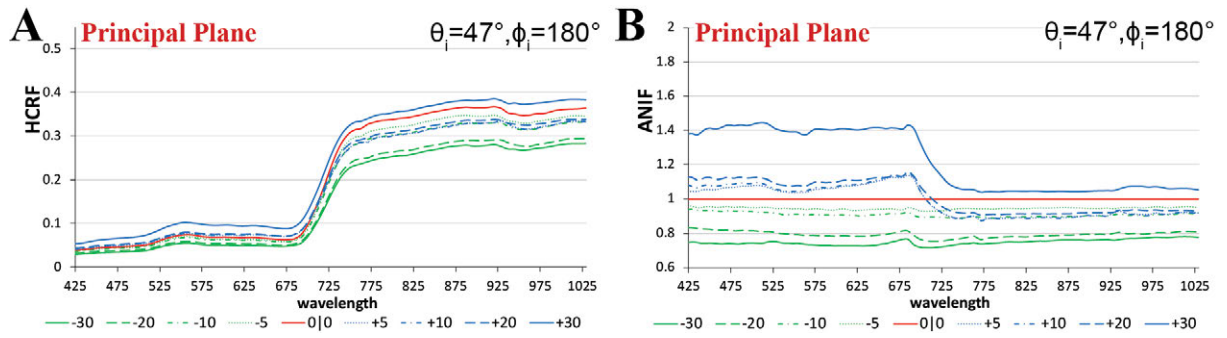 A Principal Plane θi=47°,ϕi=180°
HCRF
0.5
0.4
0.3
0.2
0.1
0
425 475 525 575 625 675 725 775 825 875 925 975 1025
wavelength
-30 -20 -10 -5 0|0 +5 +10 +20 +30
B Principal Plane θi=47°,ϕi=180°
ANIF
2
1.8
1.6
1.4
1.2
1
0.8
0.6
425 475 525 575 625 675 725 775 825 875 925 975 1025
wavelength
-30 -20 -10 -5 0|0 +5 +10 +20 +30